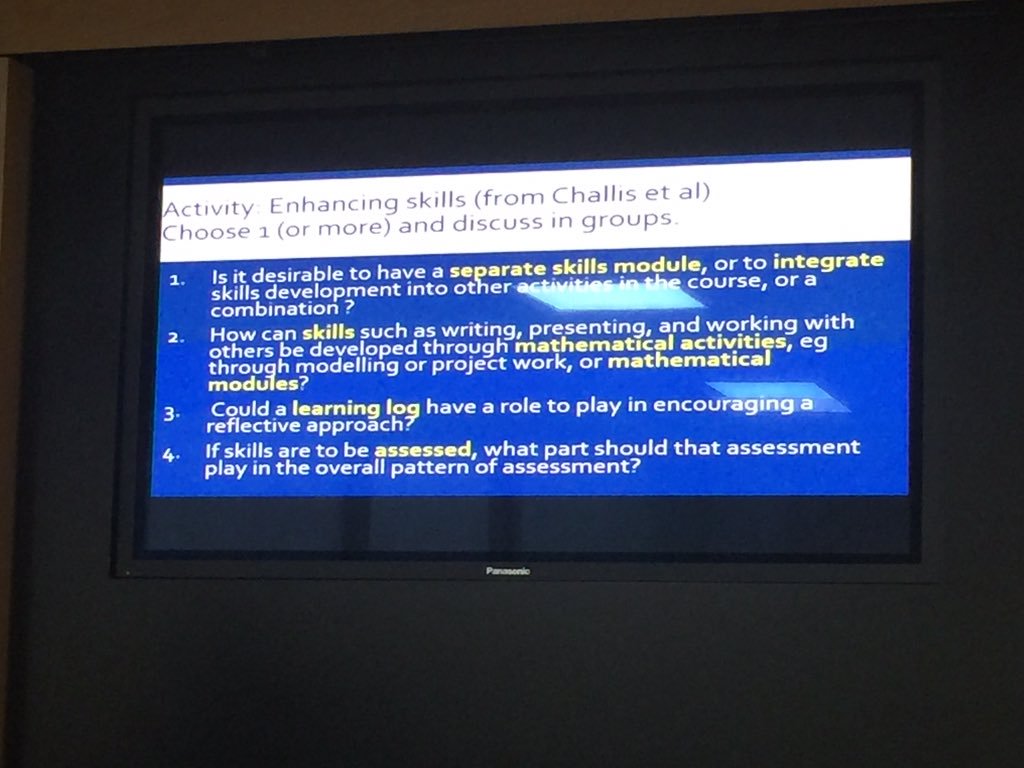 Activity: Enhancing skills (from Challis et al)
Choose 1 (or more) and discuss in groups.
1. Is it desirable to have a separate skills module, or to integrate
skills development into other activities in the course, or a
combination ?
2. How can skills such as writing, presenting, and working with
others be developed through mathematical activities, eg
through modelling or project work, or mathematical
modules?
3. Could a learning log have a role to play in encouraging a
reflective approach?
4. If skills are to be assessed, what part should that assessment
play in the overall pattern of assessment?
Panasonic